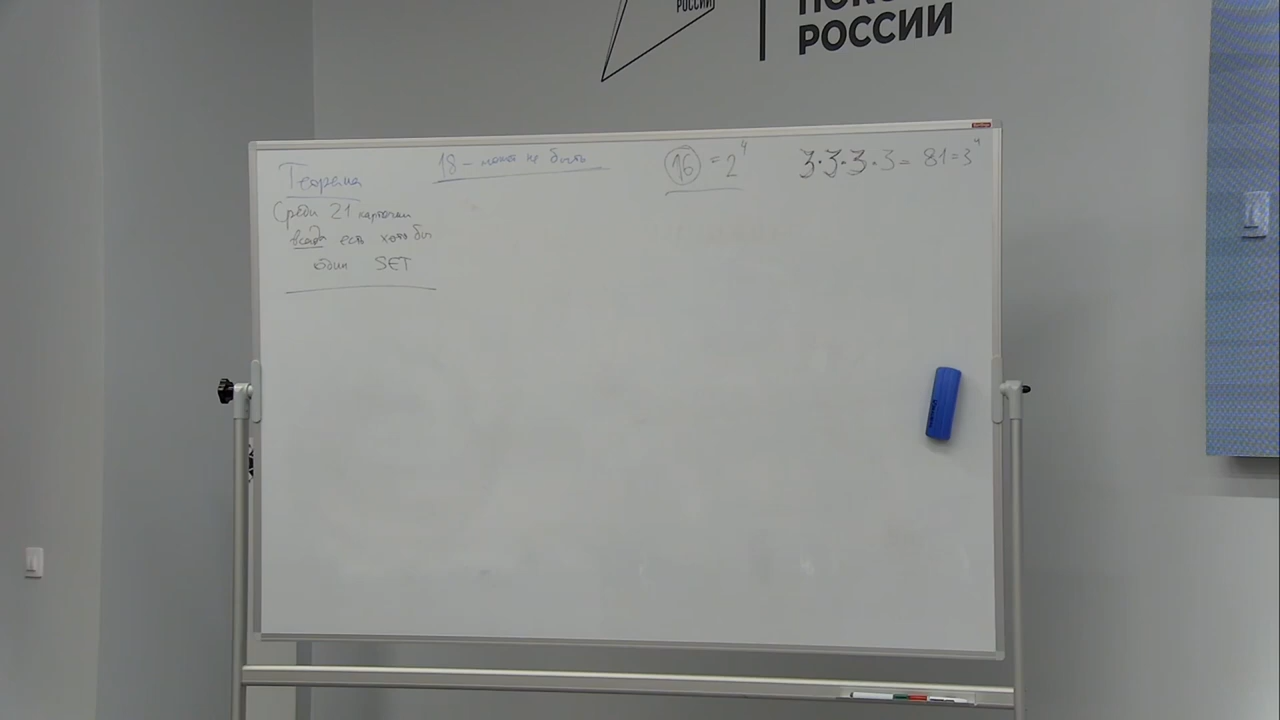 РОССИИ
РОССИИ
Теорема
Среди 21 карточки
всегда есть хотя бы
один SET
18 - может не быть
16 = 2⁴
3·3·3·3 = 81 = 3⁴